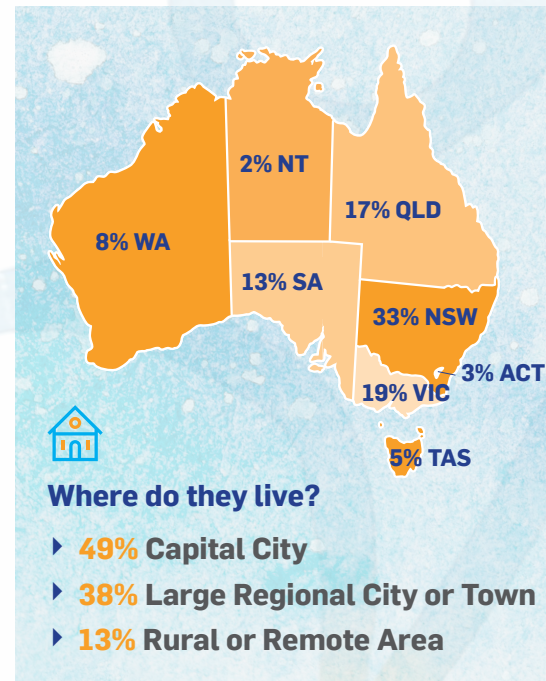 2% NT
17% QLD
8% WA
13% SA
33% NSW
3% ACT
19% VIC
5% TAS
Where do they live?
49% Capital City
38% Large Regional City or Town
13% Rural or Remote Area